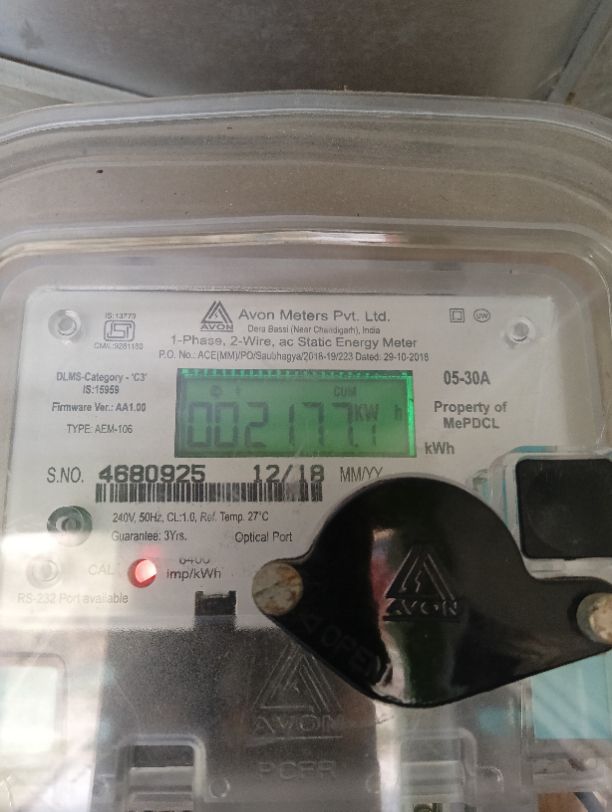 IS:13779
CM/L:9281183
AVON
Avon Meters Pvt. Ltd.
Dera Bassi (Near Chandigarh), India
1-Phase, 2-Wire, ac Static Energy Meter
P.O. No.: ACE(MM)/PO/Saubhagya/2018-19/223 Dated: 29-10-2018
DLMS-Category - 'C3'
IS:15959
Firmware Ver.: AA1.00
TYPE: AEM-106
CUM
002177.1 KW h
05-30A
Property of
MePDCL
kWh
S.NO. 4680925 12/18 MM/YY
240V, 50Hz, CL:1.0, Ref. Temp. 27°C
Guarantee: 3Yrs. Optical Port
CAL 6400
imp/kWh
RS-232 Port available
AVON
OPEN
AVON